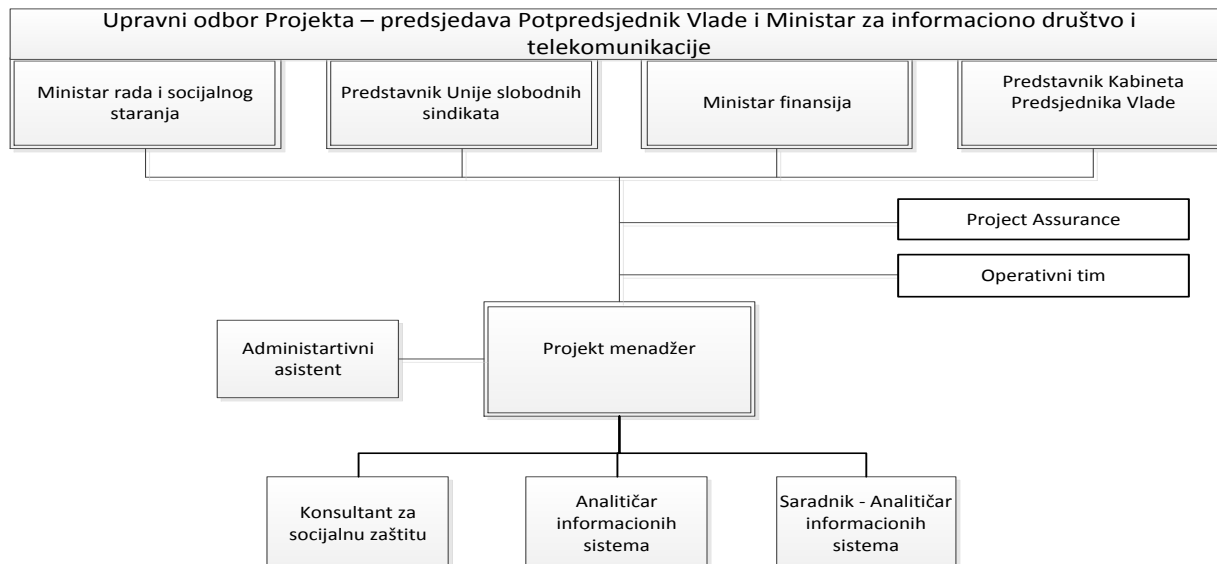 Upravni odbor Projekta – predsjedava Potpredsjednik Vlade i Ministar za informaciono društvo i
telekomunikacije
Ministar rada i socijalnog
staranja
Predstavnik Unije slobodnih
sindikata
Ministar finansija
Predstavnik Kabineta
Predsjednika Vlade
Project Assurance
Operativni tim
Administartivni
asistent
Projekt menadžer
Konsultant za
socijalnu zaštitu
Analitičar
informacionih
sistema
Saradnik - Analitičar
informacionih
sistema